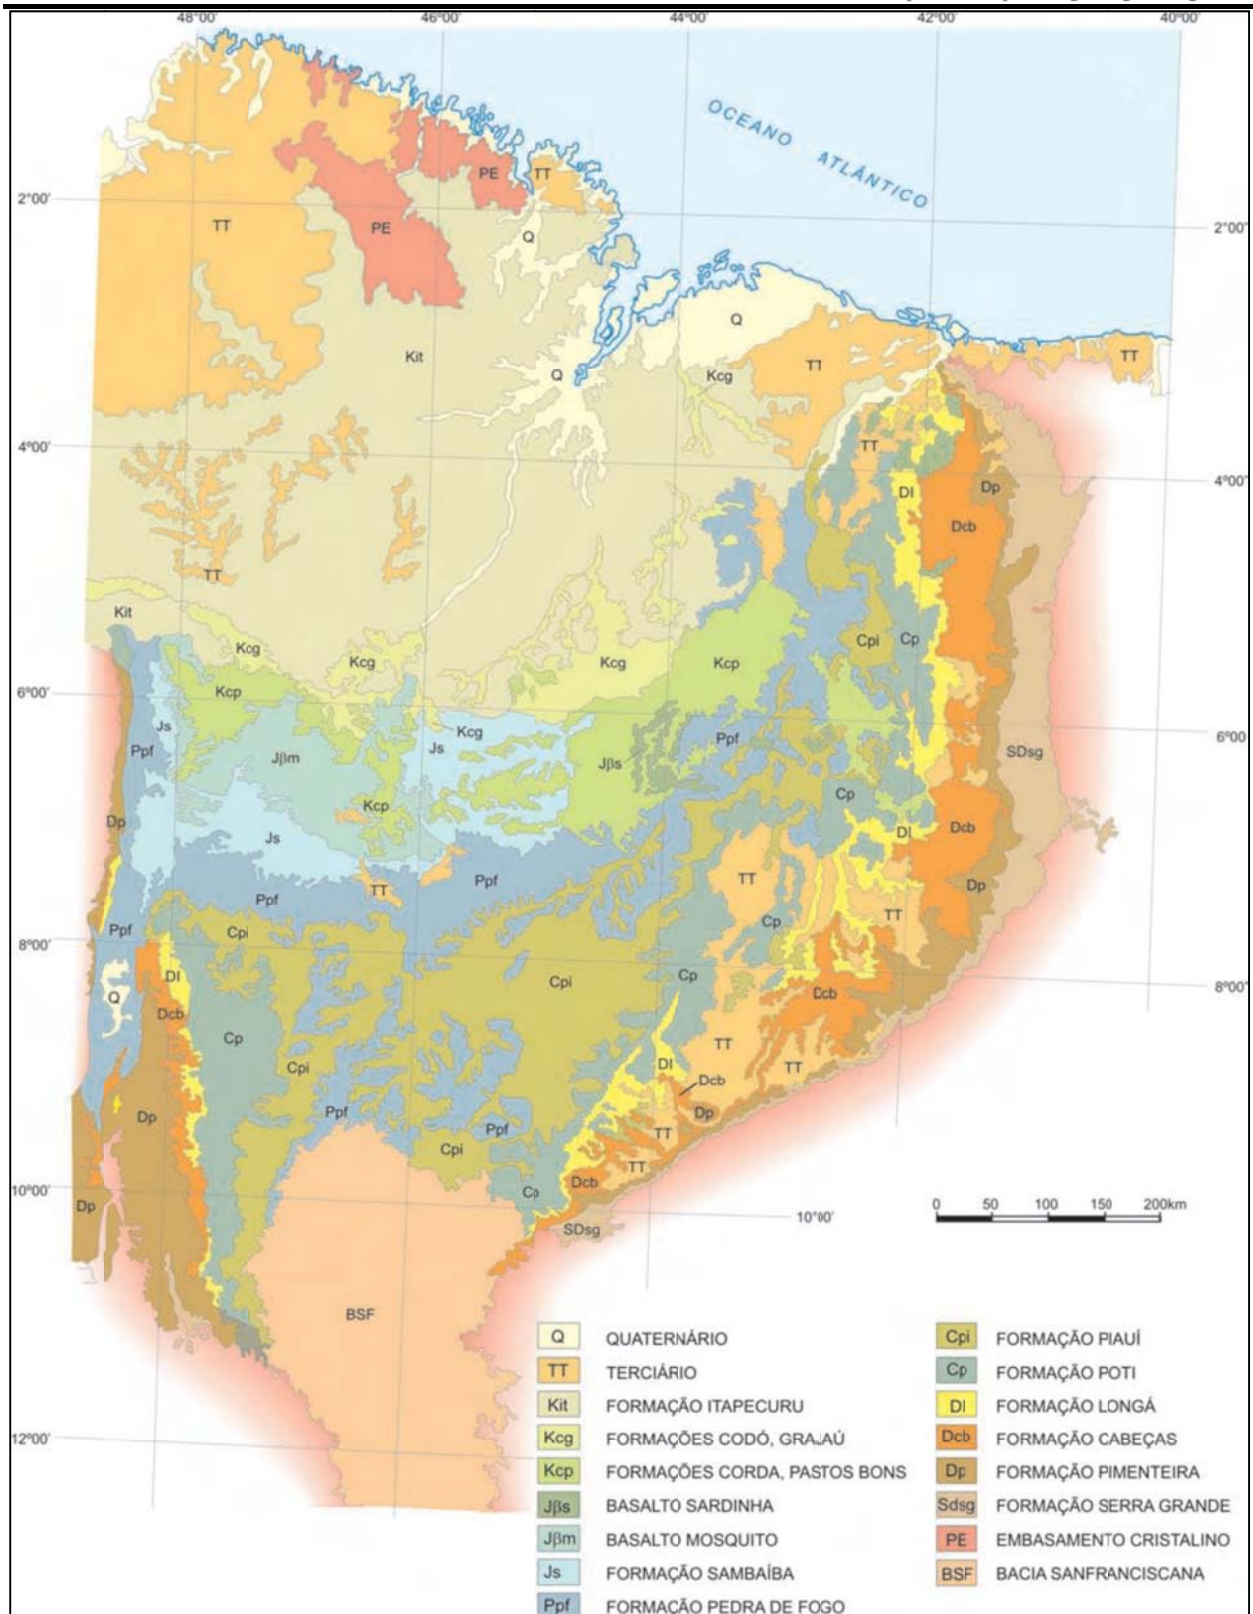 48°00' 46°00' 44°00' 42°00' 40°00'
OCEANO ATLÂNTICO
2°00' 2°00'
PE TT
TT PE Q
Q
Kit Q Kcg TT TT
4°00' TT 4°00'
Dl Dp
Dcb
TT
Kit
Kcg Kcg Kcg Kcp Cpi Cp
6°00' Kcp 6°00'
Js Kcg
Ppf Jβm Js Jβs Ppf SDsg
Kcp Cp
Dp Js Dl Dcb
Ppf TT Ppf TT Dp
Ppf Cpi Cp TT
8°00' 8°00'
Dl Cpi Cp
Q Dcb Dcb
Cp TT
Cpi Dl TT
Dcb
Dp Ppf Ppf Dp
Cpi TT
TT
10°00' Cp Dcb
Dp 10°00'
SDsg
0 50 100 150 200km
BSF
12°00'
Q QUATERNÁRIO
TT TERCIÁRIO
Kit FORMAÇÃO ITAPECURU
Kcg FORMAÇÕES CODÓ, GRAJAÚ
Kcp FORMAÇÕES CORDA, PASTOS BONS
Jβs BASALTO SARDINHA
Jβm BASALTO MOSQUITO
Js FORMAÇÃO SAMBAÍBA
Ppf FORMAÇÃO PEDRA DE FOGO
Cpi FORMAÇÃO PIAUÍ
Cp FORMAÇÃO POTI
Dl FORMAÇÃO LONGÁ
Dcb FORMAÇÃO CABEÇAS
Dp FORMAÇÃO PIMENTEIRA
Sdsg FORMAÇÃO SERRA GRANDE
PE EMBASAMENTO CRISTALINO
BSF BACIA SANFRANCISCANA